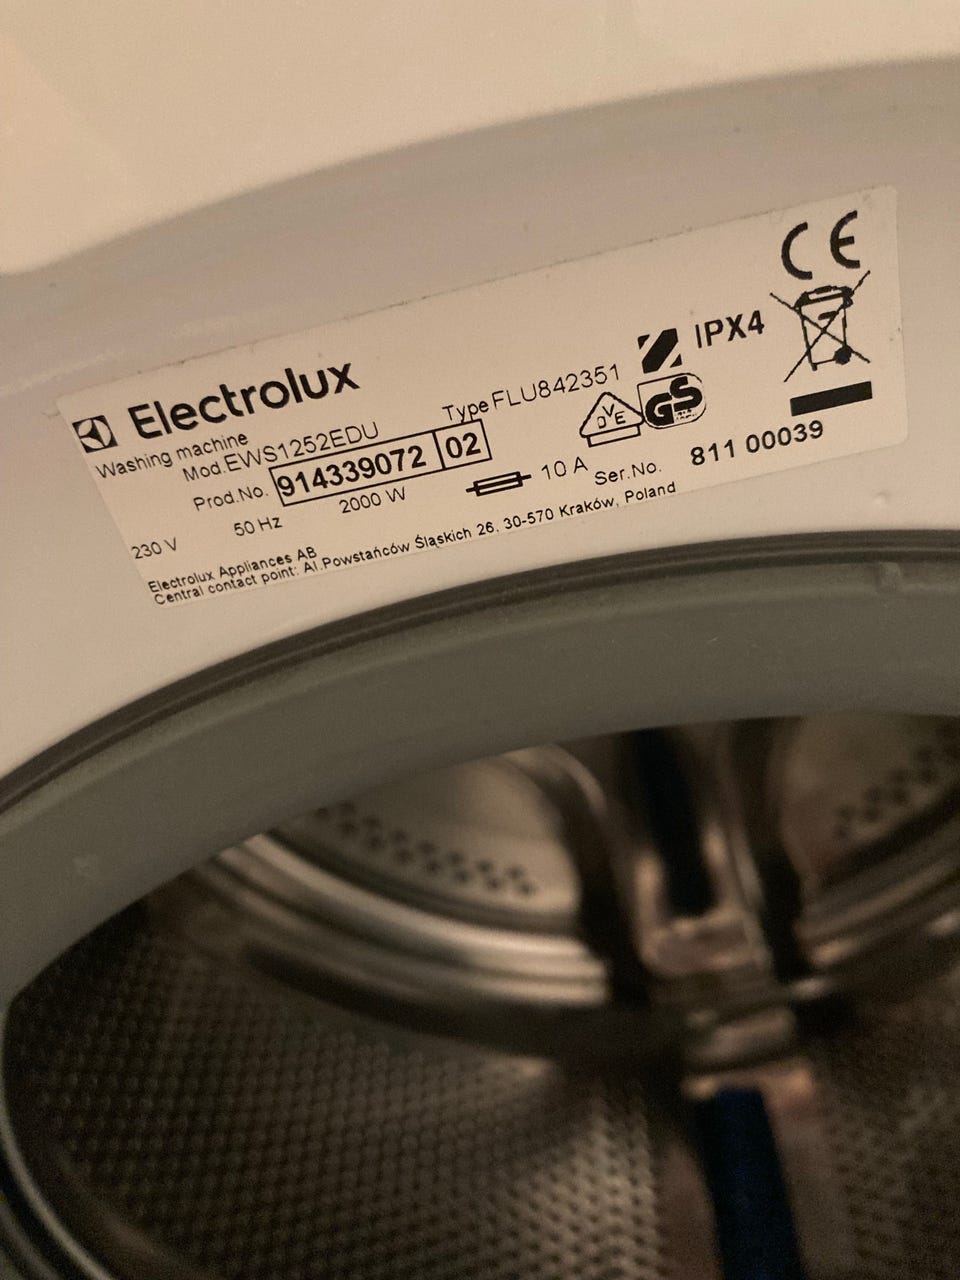 Electrolux
Washing machine
Mod.EWS1252EDU
Type FLU842351
IPX4
CE
Prod.No. 914339072 02
VDE
GS
230 V 50 Hz 2000 W 10 A Ser.No. 811 00039
Electrolux Appliances AB
Central contact point: Al.Powstańców Śląskich 26. 30-570 Kraków, Poland